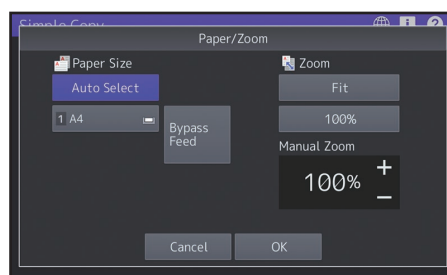 Simple Copy
Paper/Zoom
Paper Size
Auto Select
1 A4
Bypass
Feed
Zoom
Fit
100%
Manual Zoom
100%
+
−
Cancel
OK